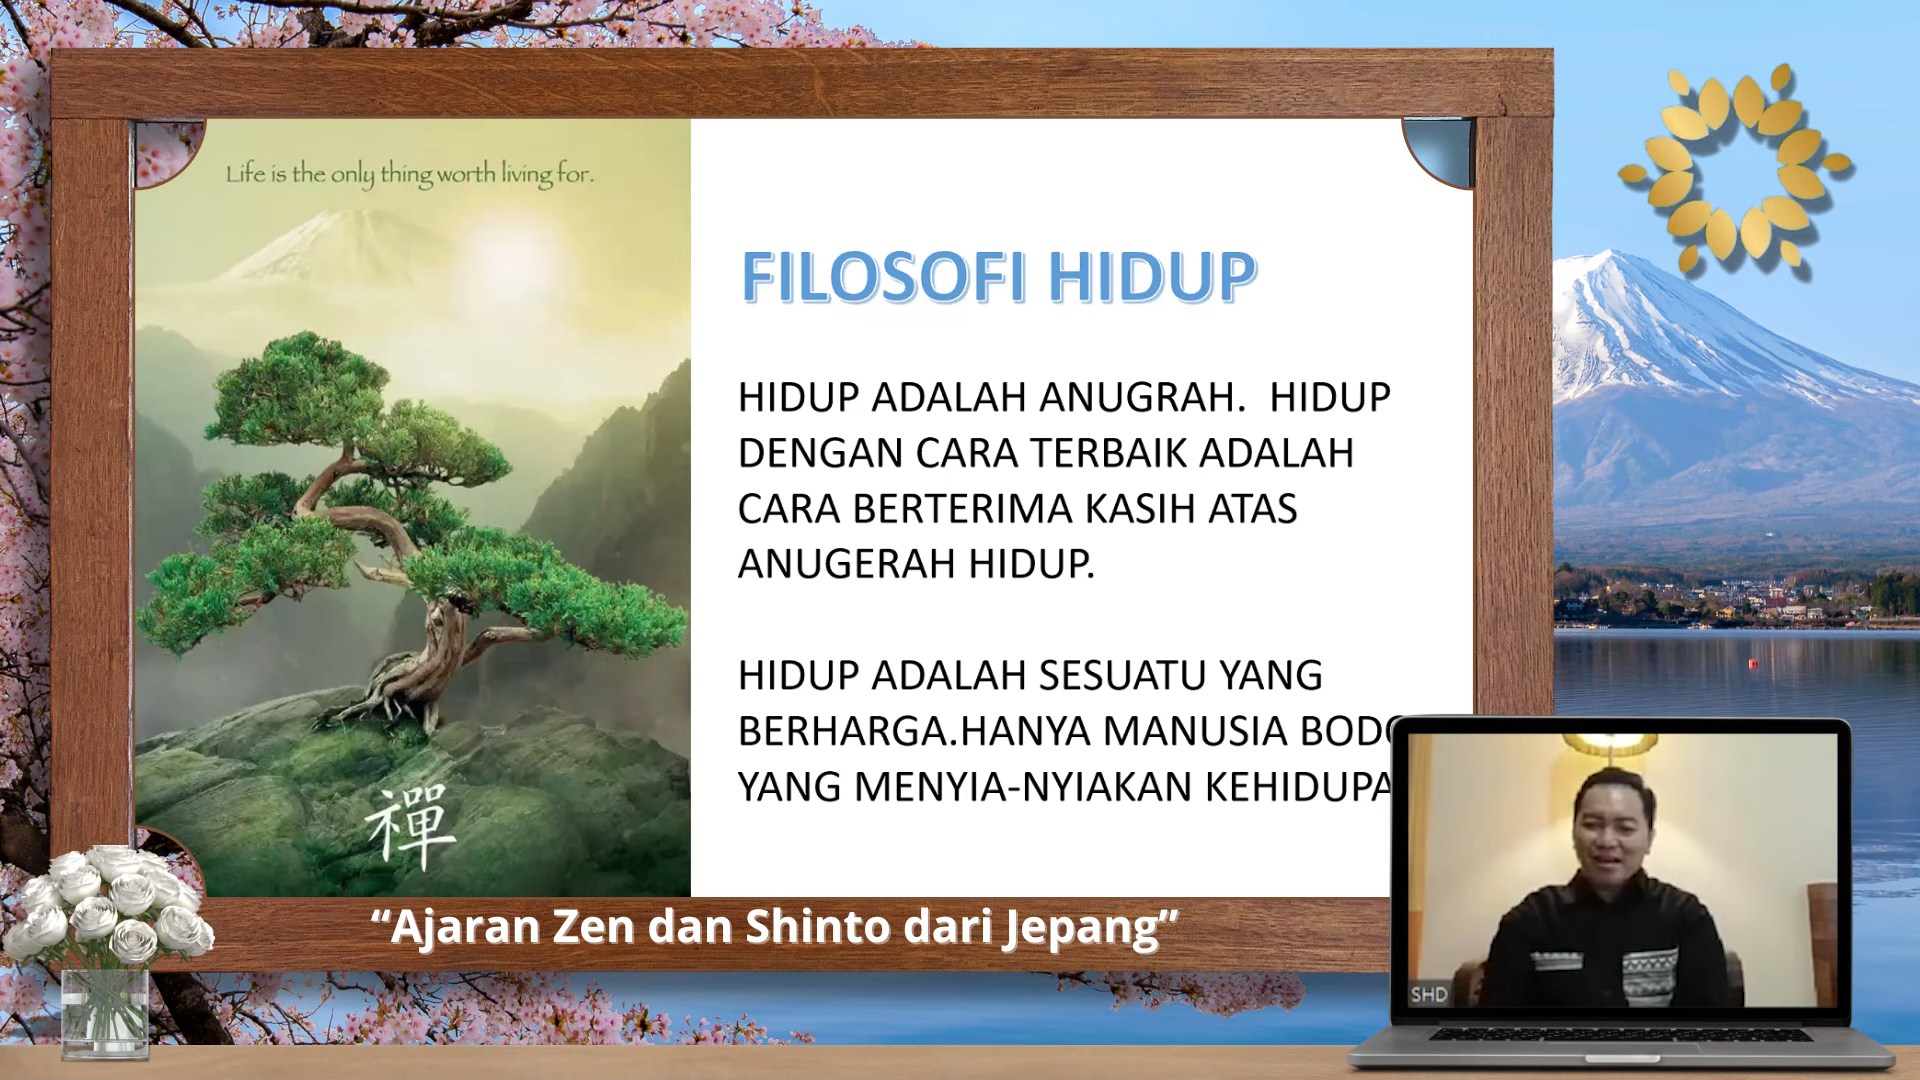 Life is the only thing worth living for.
FILOSOFI HIDUP
HIDUP ADALAH ANUGRAH.  HIDUP
DENGAN CARA TERBAIK ADALAH
CARA BERTERIMA KASIH ATAS
ANUGERAH HIDUP.
HIDUP ADALAH SESUATU YANG
BERHARGA.HANYA MANUSIA
YANG MENYIA-NYIAKAN
禪
“Ajaran Zen dan Shinto dari Jepang”
SHD